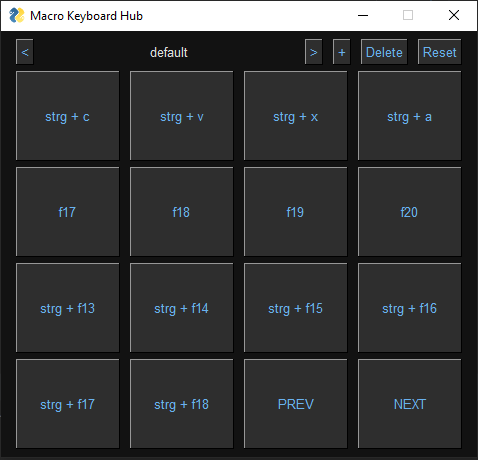 Macro Keyboard Hub
< default > + Delete Reset
strg + c strg + v strg + x strg + a
f17 f18 f19 f20
strg + f13 strg + f14 strg + f15 strg + f16
strg + f17 strg + f18 PREV NEXT